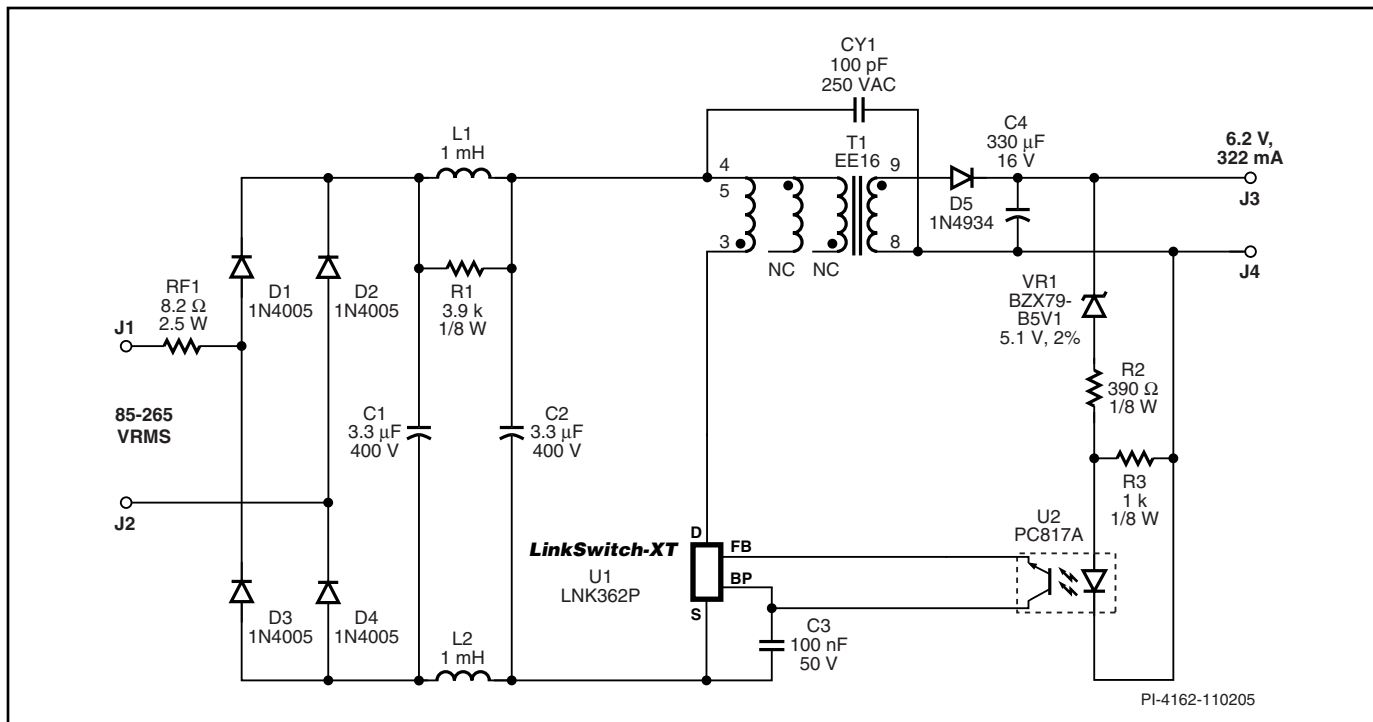 CY1
100 pF
250 VAC
L1
1 mH
C4
330 µF
16 V
6.2 V,
322 mA
T1
EE16
4
5
3
9
8
D5
1N4934
J3
J4
NC
NC
RF1
8.2 Ω
2.5 W
D1
1N4005
D2
1N4005
R1
3.9 k
1/8 W
VR1
BZX79-
B5V1
5.1 V, 2%
J1
R2
390 Ω
1/8 W
85-265
VRMS
C1
3.3 µF
400 V
C2
3.3 µF
400 V
R3
1 k
1/8 W
J2
U2
PC817A
LinkSwitch-XT
U1
LNK362P
D
FB
BP
S
D3
1N4005
D4
1N4005
L2
1 mH
C3
100 nF
50 V
PI-4162-110205